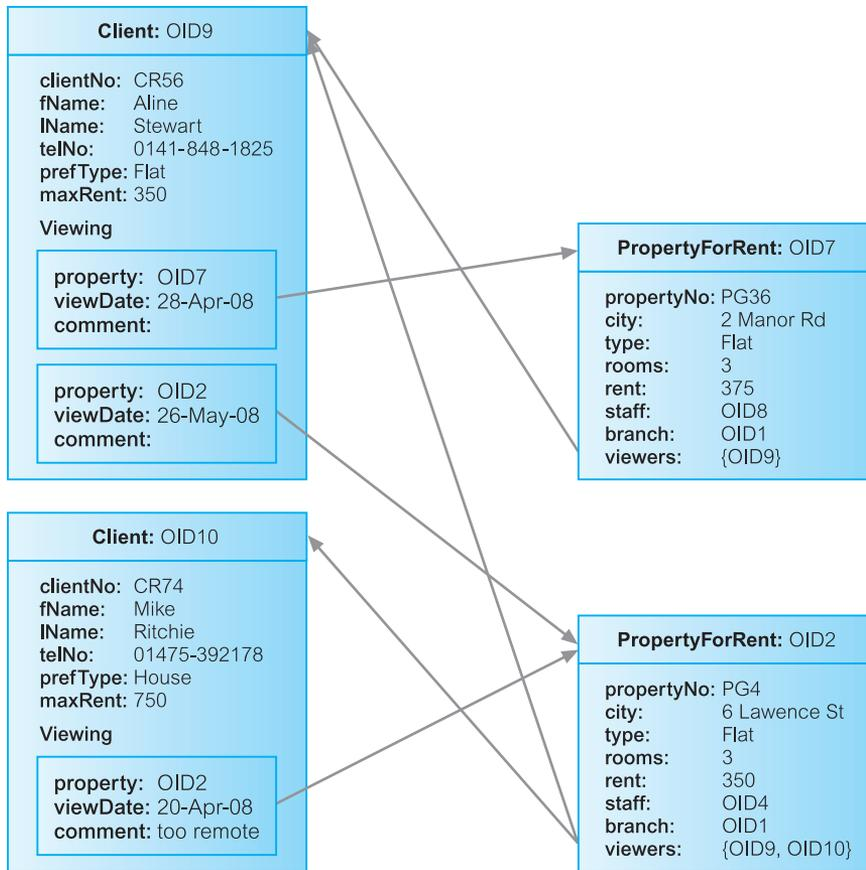 Client: OID9
clientNo: CR56
fName: Aline
lName: Stewart
telNo: 0141-848-1825
prefType: Flat
maxRent: 350
Viewing
property: OID7
viewDate: 28-Apr-08
comment:
property: OID2
viewDate: 26-May-08
comment:
Client: OID10
clientNo: CR74
fName: Mike
lName: Ritchie
telNo: 01475-392178
prefType: House
maxRent: 750
Viewing
property: OID2
viewDate: 20-Apr-08
comment: too remote
PropertyForRent: OID7
propertyNo: PG36
city: 2 Manor Rd
type: Flat
rooms: 3
rent: 375
staff: OID8
branch: OID1
viewers: {OID9}
PropertyForRent: OID2
propertyNo: PG4
city: 6 Lawence St
type: Flat
rooms: 3
rent: 350
staff: OID4
branch: OID1
viewers: {OID9, OID10}